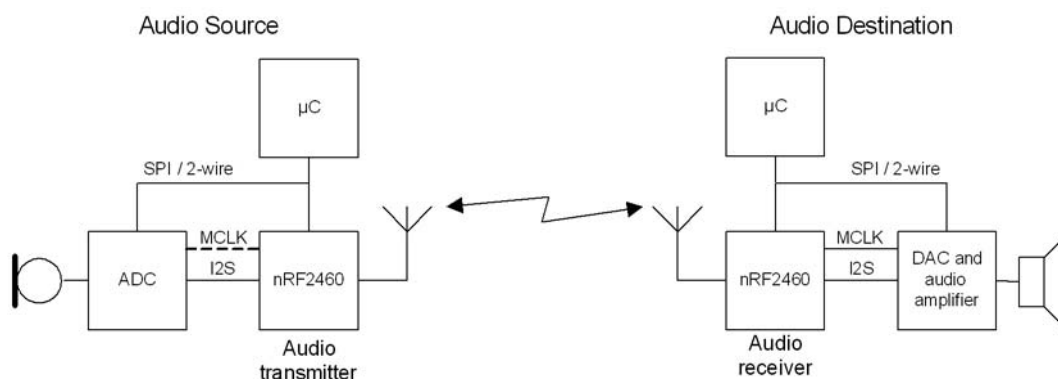 Audio Source
Audio Destination
µC
µC
SPI / 2-wire
SPI / 2-wire
MCLK
I2S
ADC
nRF2460
MCLK
I2S
nRF2460
DAC and
audio
amplifier
Audio
transmitter
Audio
receiver